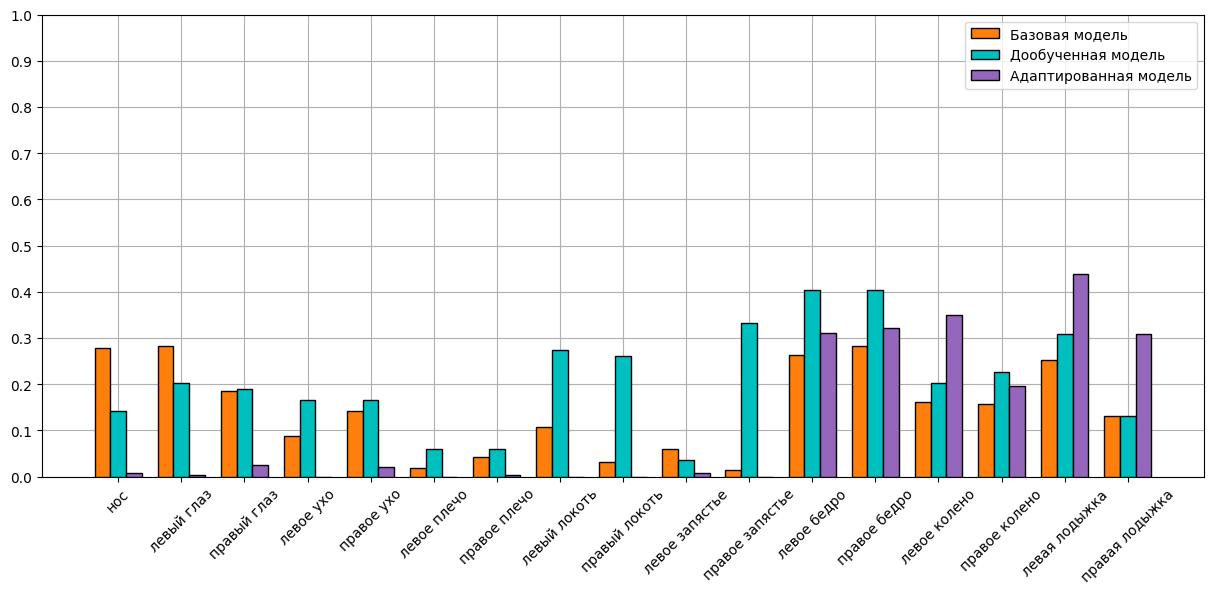 1.0
0.9
0.8
0.7
0.6
0.5
0.4
0.3
0.2
0.1
0.0
Базовая модель
Дообученная модель
Адаптированная модель
нос
левый глаз
правый глаз
левое ухо
правое ухо
левое плечо
правое плечо
левый локоть
правый локоть
левое запястье
правое запястье
левое бедро
правое бедро
левое колено
правое колено
левая лодыжка
правая лодыжка